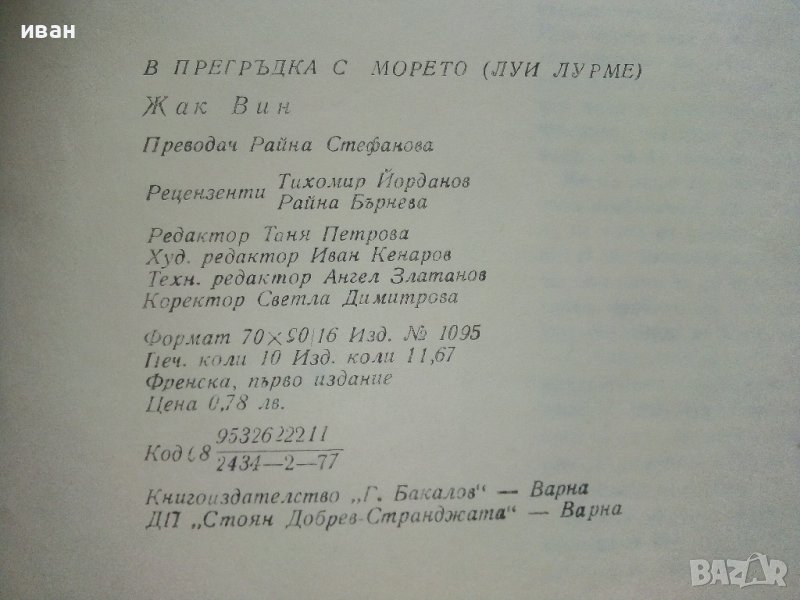 иван
В ПРЕГРЪДКА С МОРЕТО (ЛУИ ЛУРМЕ)
Жак Вин
Преводач Райна Стефанова
Рецензенти Тихомир Йорданов
Райна Бърнева
Редактор Таня Петрова
Худ. редактор Иван Кенаров
Техн. редактор Ангел Златанов
Коректор Светла Димитрова
Формат 70×90/16 Изд. № 1095
Печ. коли 10 Изд. коли 11,67
Френска, първо издание
Цена 0,78 лв.
Код 08 9532622211
2434—2—77
Книгоиздателство „Г. Бакалов“ — Варна
ДП „Стоян Добрев-Странджата“ — Варна
BAZAR